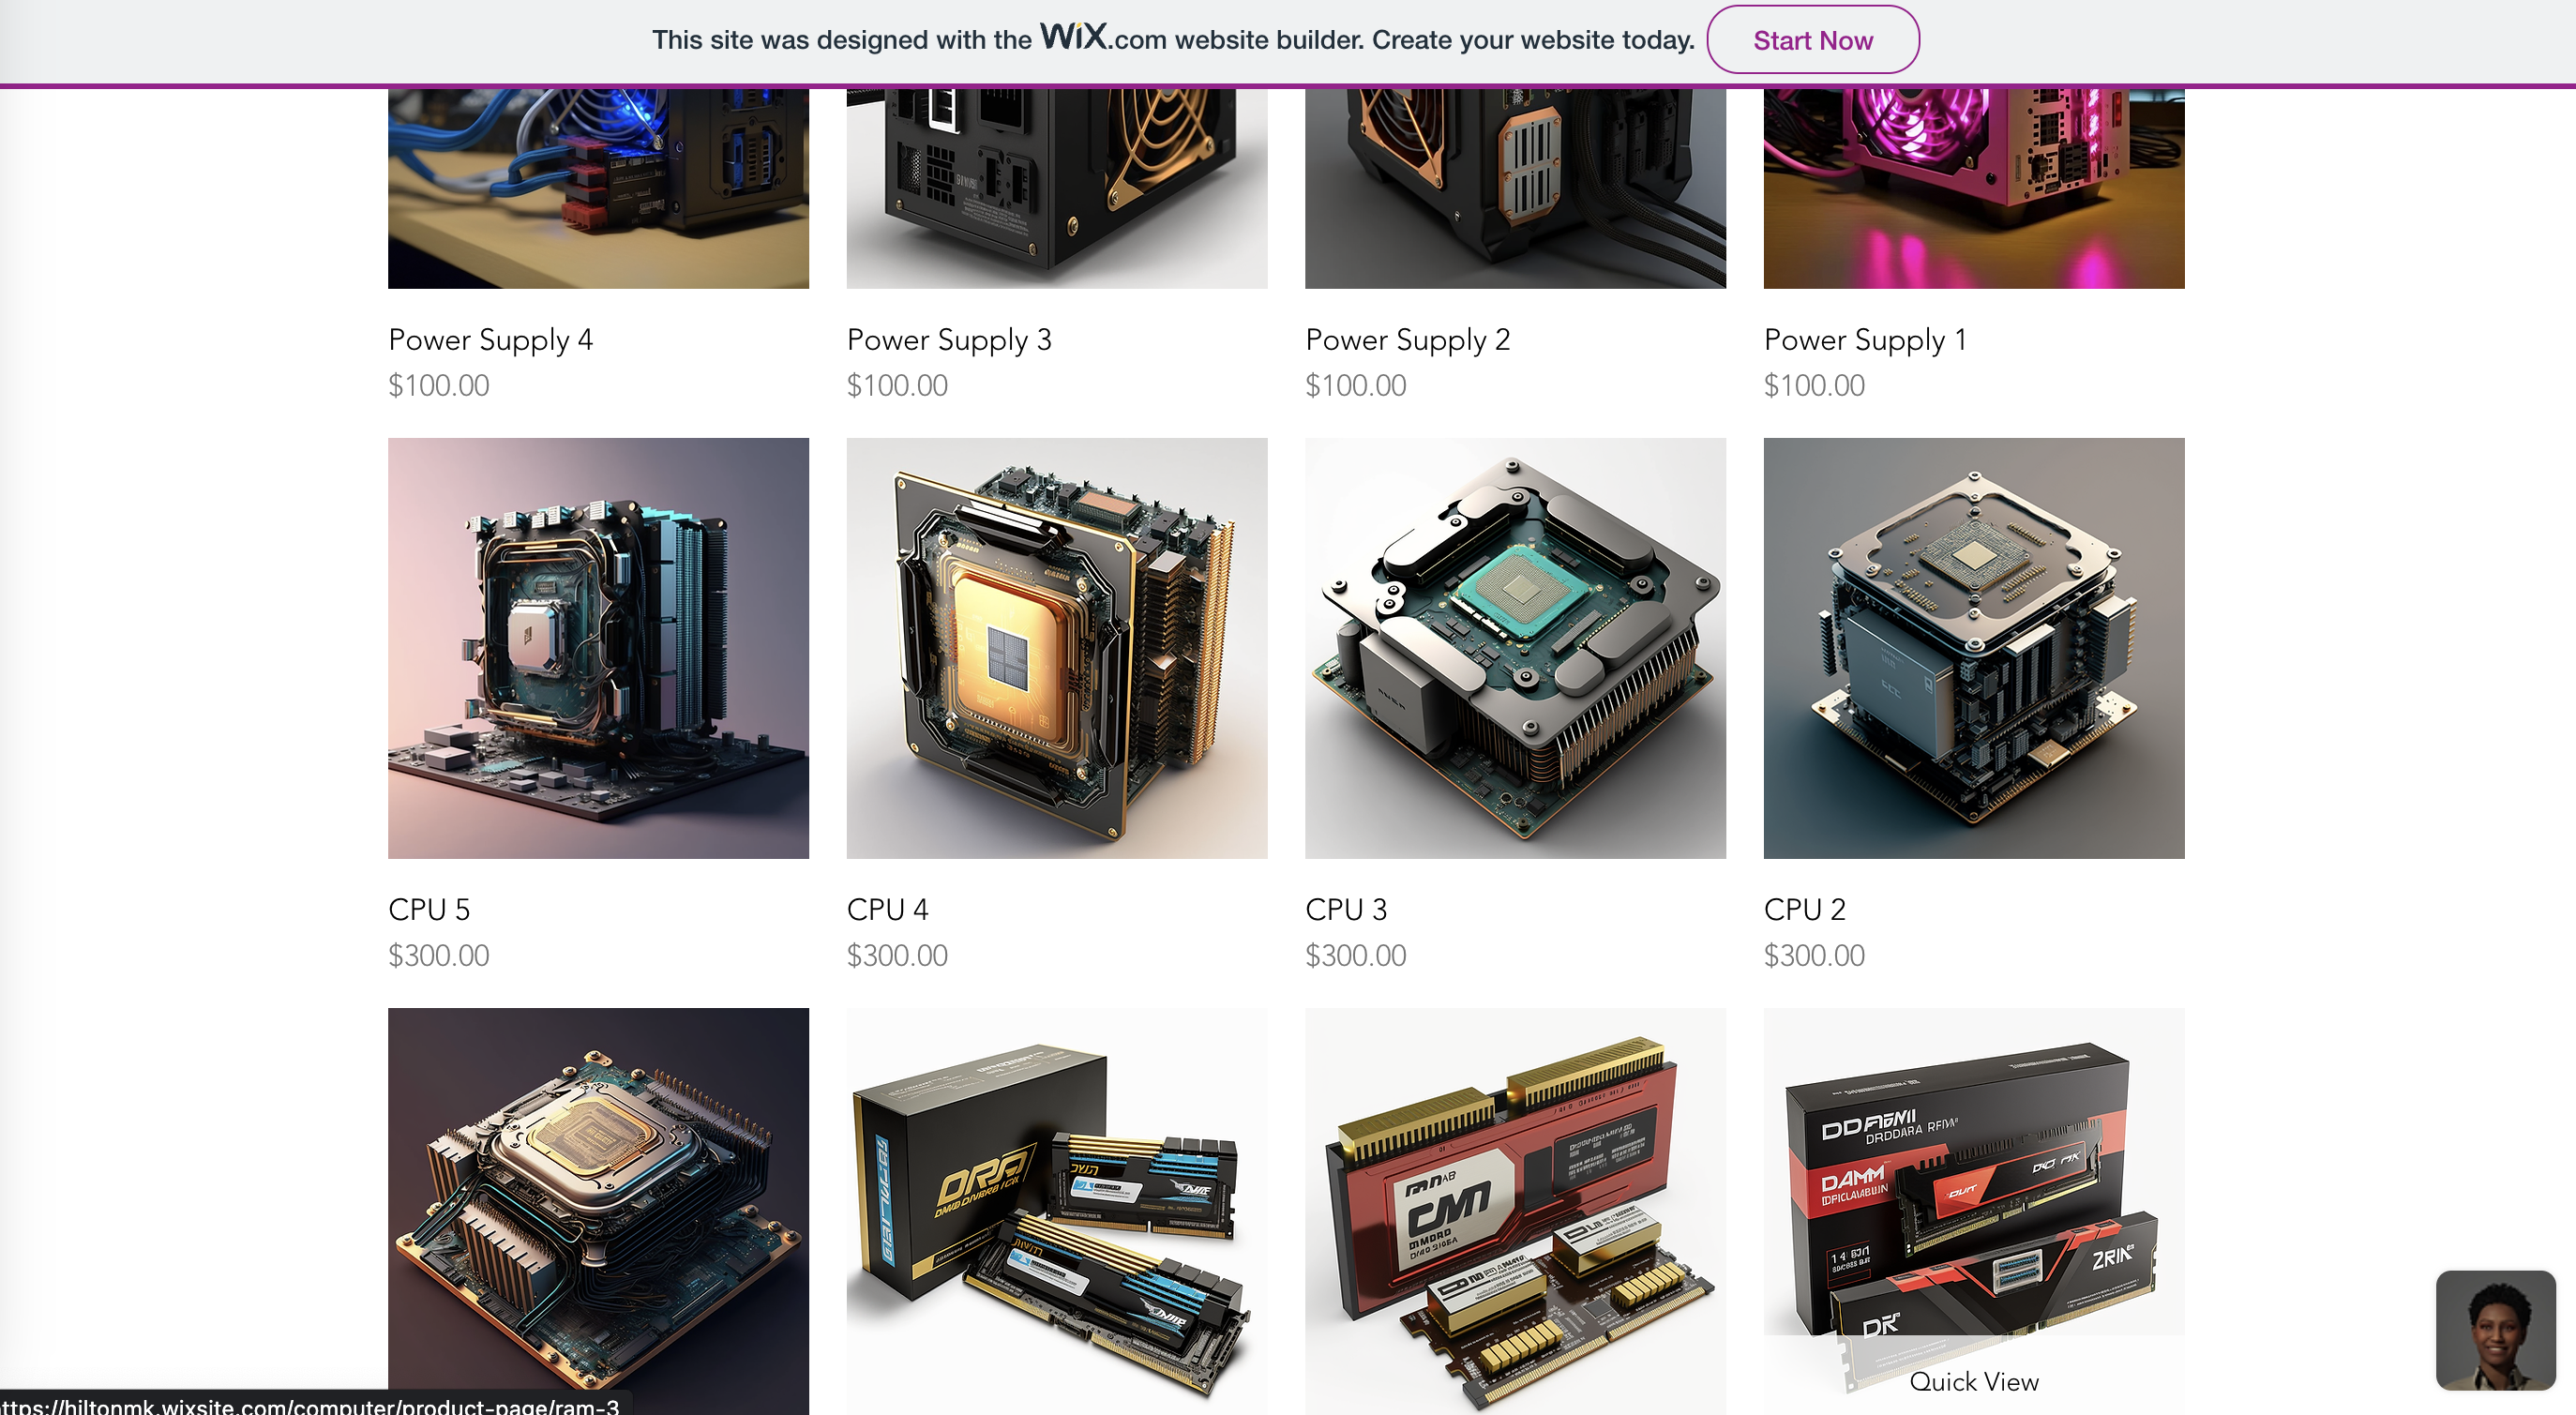 This site was designed with the WiX.com website builder. Create your website today. Start Now
Power Supply 4
$100.00
Power Supply 3
$100.00
Power Supply 2
$100.00
Power Supply 1
$100.00
CPU 5
$300.00
CPU 4
$300.00
CPU 3
$300.00
CPU 2
$300.00
DAMM
ZRIA
DR
Quick View
ttps://hiltonmk.wixsite.com/computer/product-page/ram-3